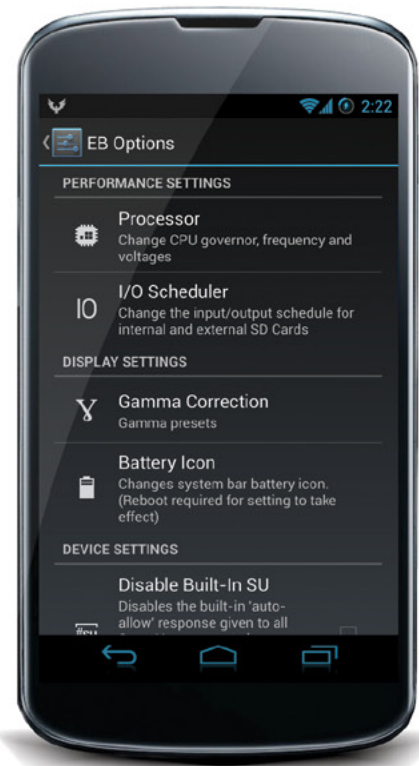 2:22
EB Options
PERFORMANCE SETTINGS
Processor
Change CPU governor, frequency and
voltages
IO
I/O Scheduler
Change the input/output schedule for
internal and external SD Cards
DISPLAY SETTINGS
Gamma Correction
Gamma presets
Battery Icon
Changes system bar battery icon.
(Reboot required for setting to take
effect)
DEVICE SETTINGS
Disable Built-In SU
Disables the built-in 'auto-
#su
allow' response given to all